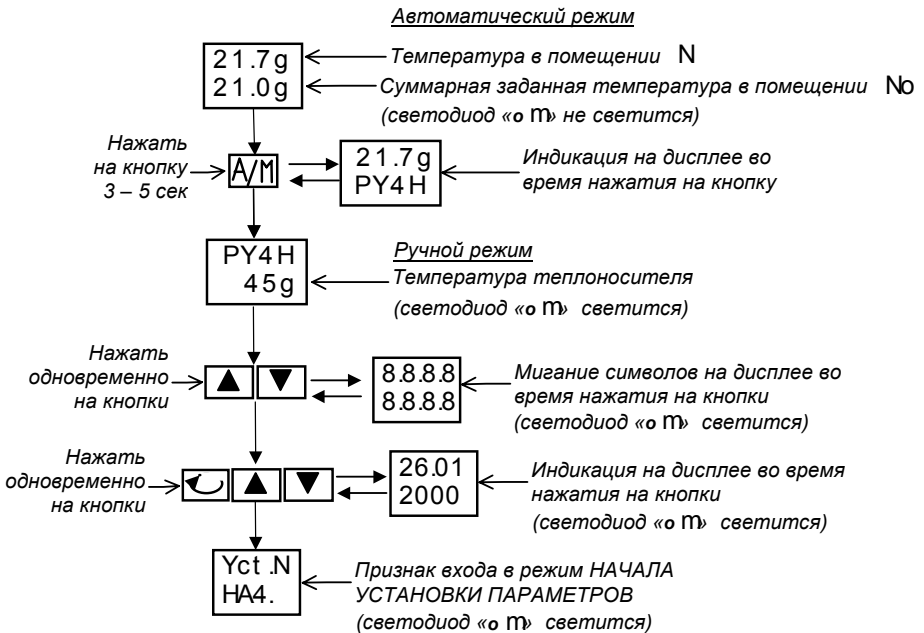 Автоматический режим
21.7g
21.0g
Температура в помещении N
Суммарная заданная температура в помещении No
(светодиод «o m» не светится)
Нажать
на кнопку
3 – 5 сек
A/M
21.7g
PY4H
Индикация на дисплее во
время нажатия на кнопку
PY4H
45g
Ручной режим
Температура теплоносителя
(светодиод «o m» светится)
Нажать
одновременно
на кнопки
8.8.8.8
8.8.8.8
Мигание символов на дисплее во
время нажатия на кнопки
(светодиод «o m» светится)
Нажать
одновременно
на кнопки
26.01
2000
Индикация на дисплее во время
нажатия на кнопки
(светодиод «o m» светится)
Yct .N
HA4.
Признак входа в режим НАЧАЛА
УСТАНОВКИ ПАРАМЕТРОВ
(светодиод «o m» светится)